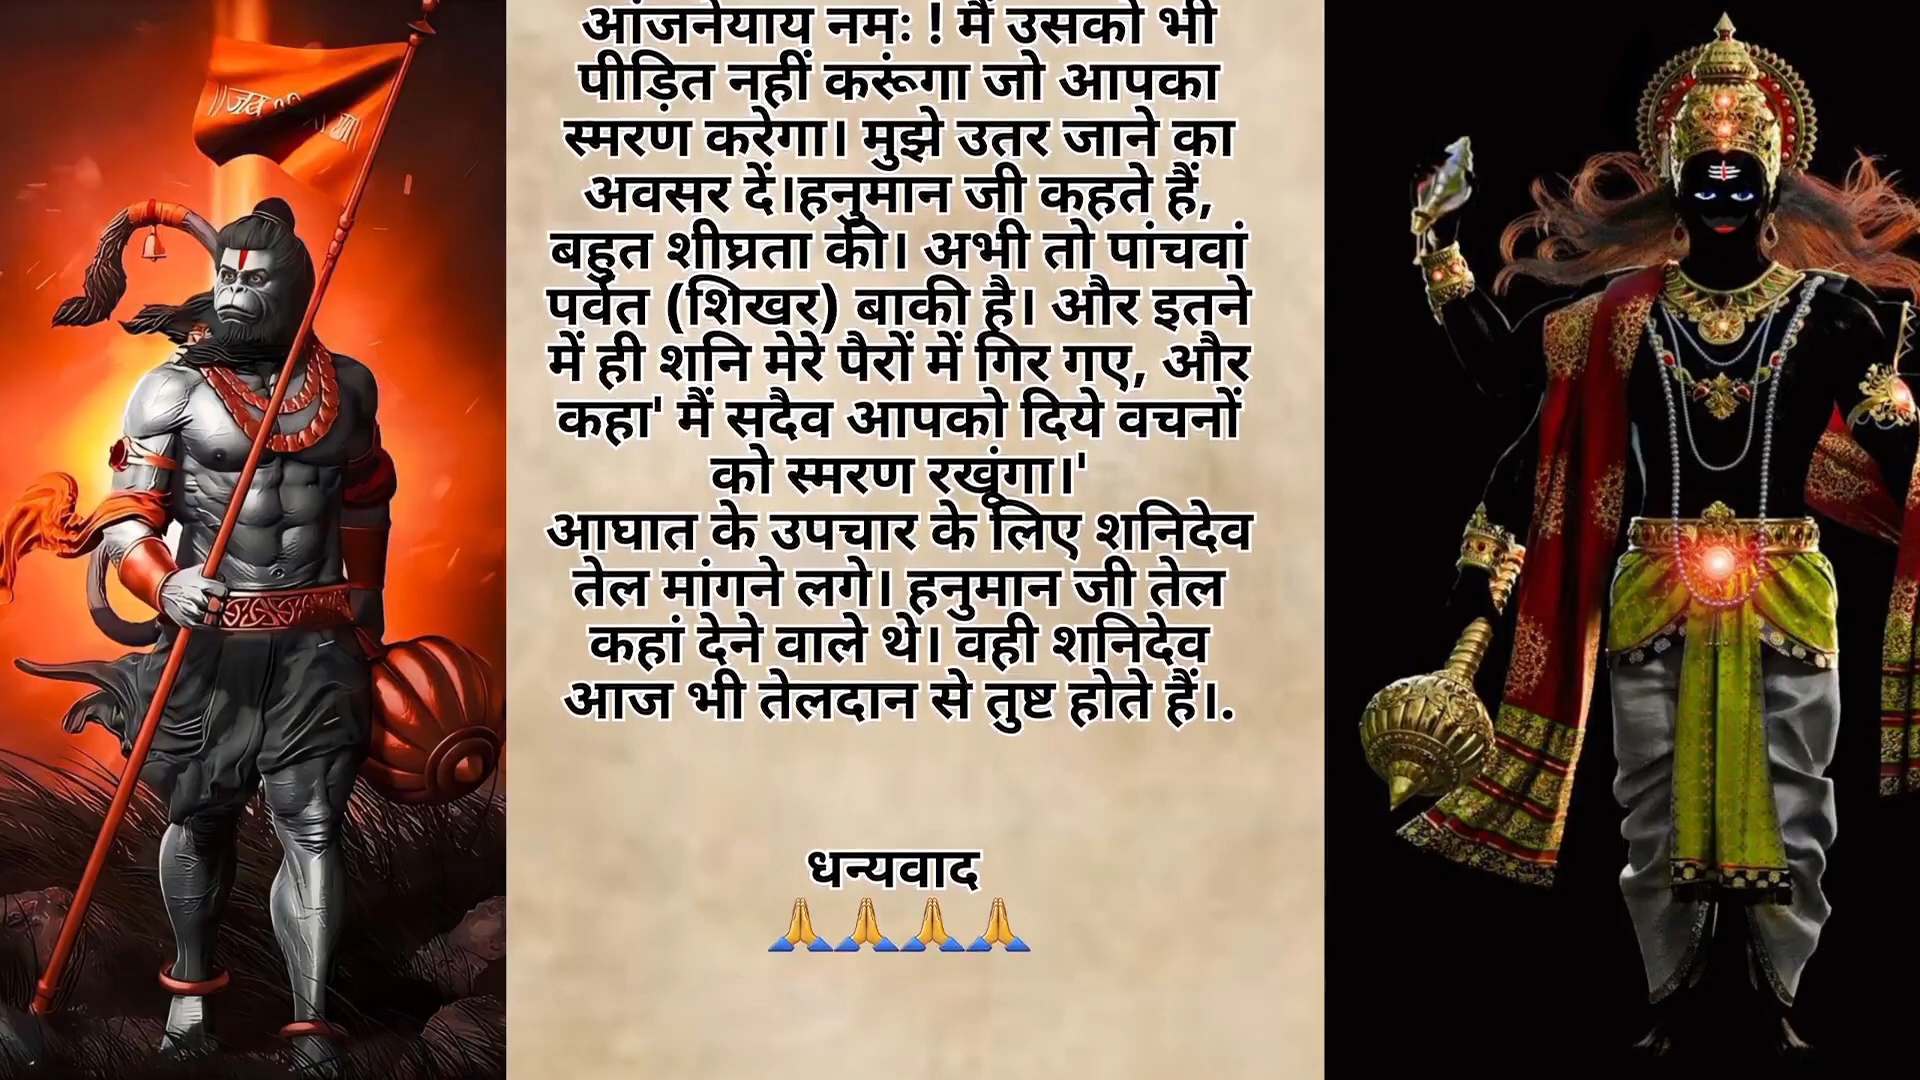 आंजनेयाय नमः ! मैं उसको भी
पीड़ित नहीं करूंगा जो आपका
स्मरण करेगा। मुझे उतर जाने का
अवसर दें।हनुमान जी कहते हैं,
बहुत शीघ्रता की। अभी तो पांचवां
पर्वत (शिखर) बाकी है। और इतने
में ही शनि मेरे पैरों में गिर गए, और
कहा' मैं सदैव आपको दिये वचनों
को स्मरण रखूंगा।'
आघात के उपचार के लिए शनिदेव
तेल मांगने लगे। हनुमान जी तेल
कहां देने वाले थे। वही शनिदेव
आज भी तेलदान से तुष्ट होते हैं।.
धन्यवाद
🙏🙏🙏🙏